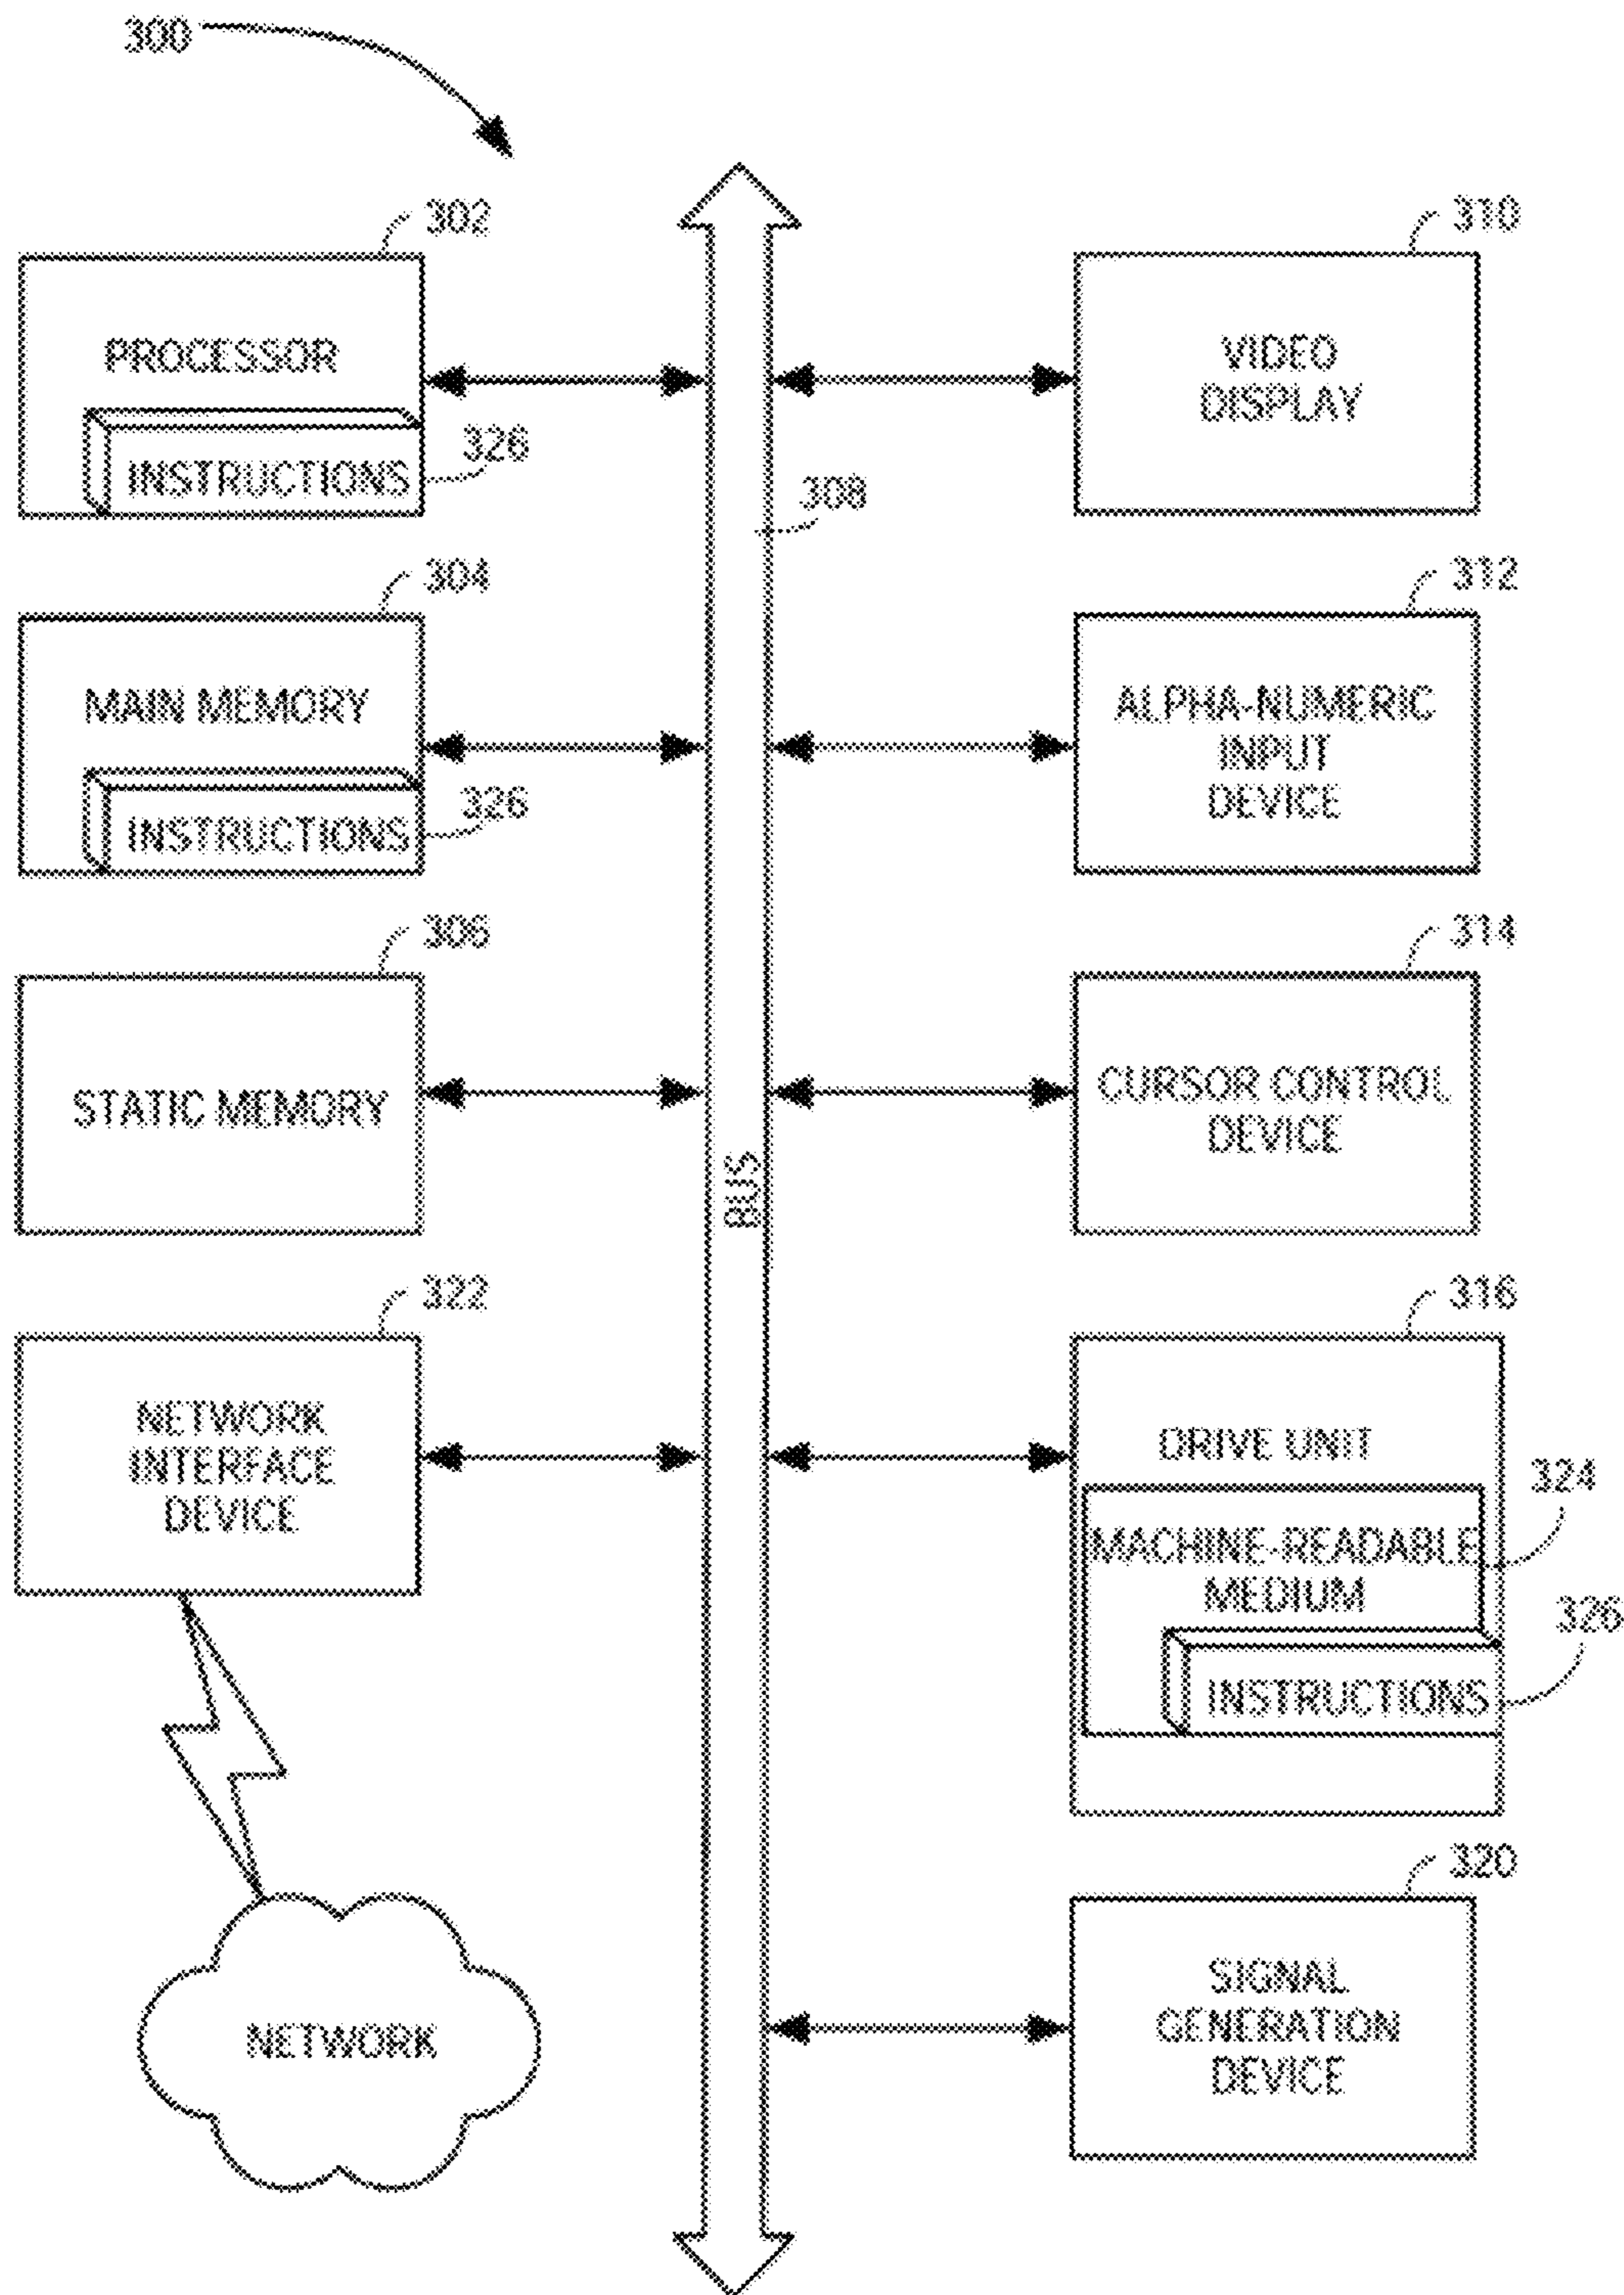 300
302
PROCESSOR
INSTRUCTIONS
326
304
MAIN MEMORY
INSTRUCTIONS
326
306
STATIC MEMORY
322
NETWORK
INTERFACE
DEVICE
NETWORK
308
BUS
310
VIDEO
DISPLAY
312
ALPHA-NUMERIC
INPUT
DEVICE
314
CURSOR CONTROL
DEVICE
316
DRIVE UNIT
324
MACHINE-READABLE
MEDIUM
326
INSTRUCTIONS
320
SIGNAL
GENERATION
DEVICE